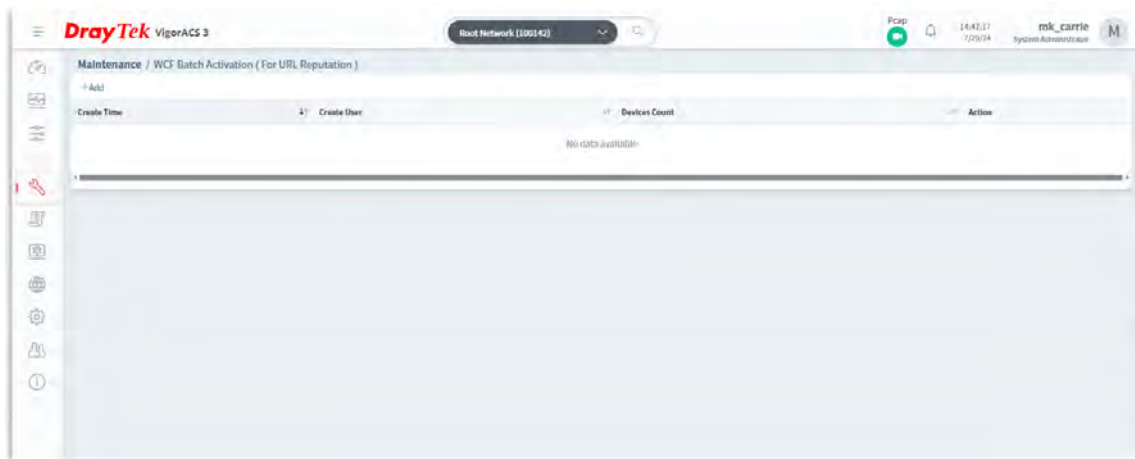 DrayTek VigorACS 3
Root Network (100142)
Pcap
14:47:17
7/29/24
mk_carrie
System Administrator
M
Maintenance / WCF Batch Activation ( For URL Reputation )
+Add
Create Time Create User Devices Count Action
No data available